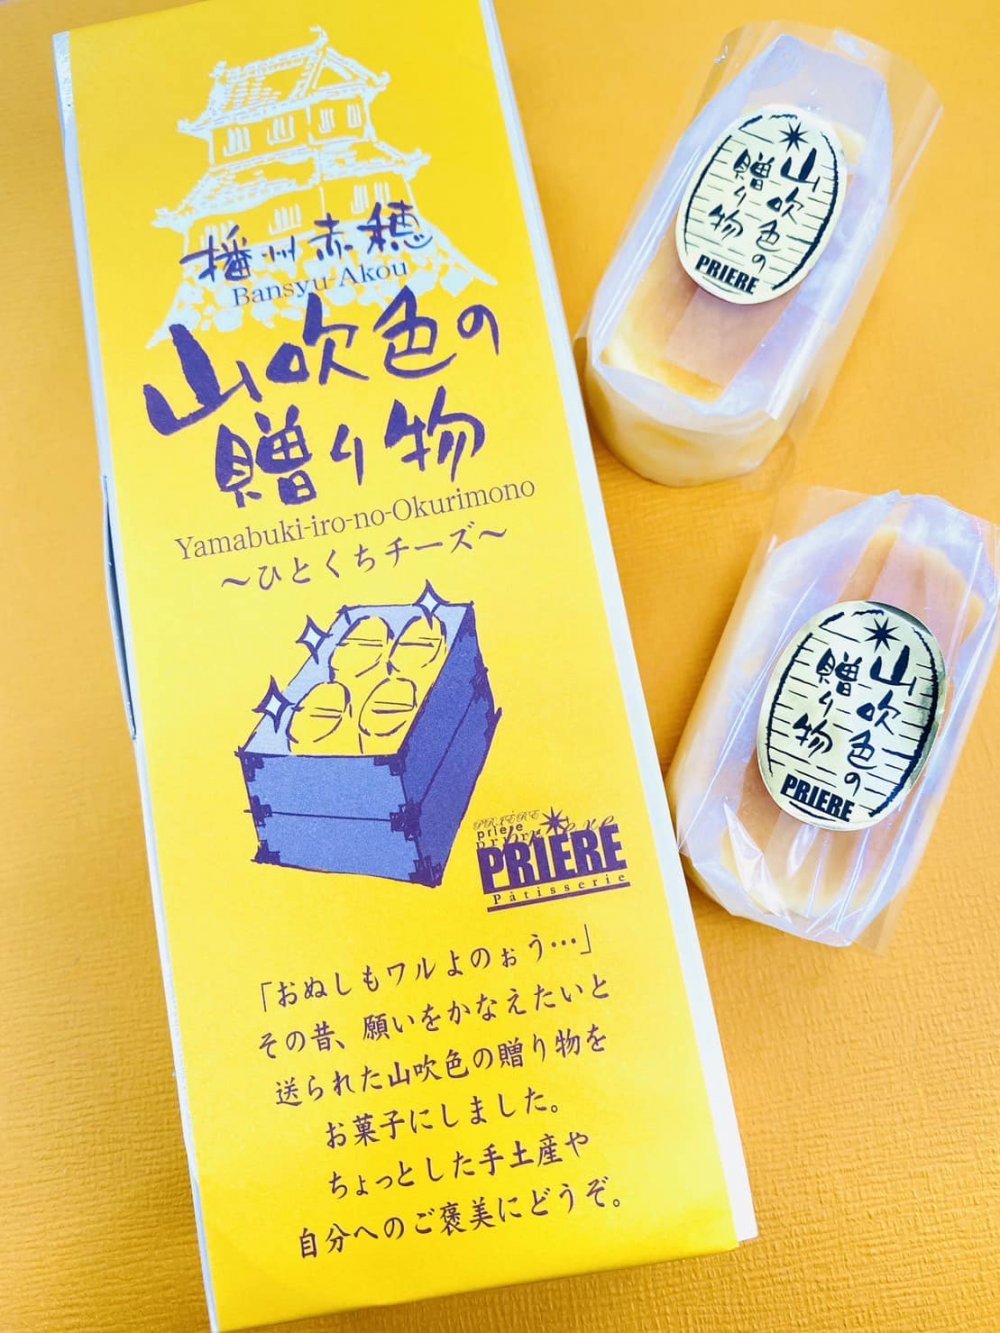 播州赤穂
Bansyu-Akou
山吹色の
贈り物
Yamabuki-iro-no-Okurimono
〜ひとくちチーズ〜
PRIERE
priere
PRIERE
Pâtisserie
「おぬしもワルよのぉう…」
その昔、願いをかなえたいと
送られた山吹色の贈り物を
お菓子にしました。
ちょっとした手土産や
自分へのご褒美にどうぞ。
山吹色の
贈り物
PRIERE
山吹色の
贈り物
PRIERE